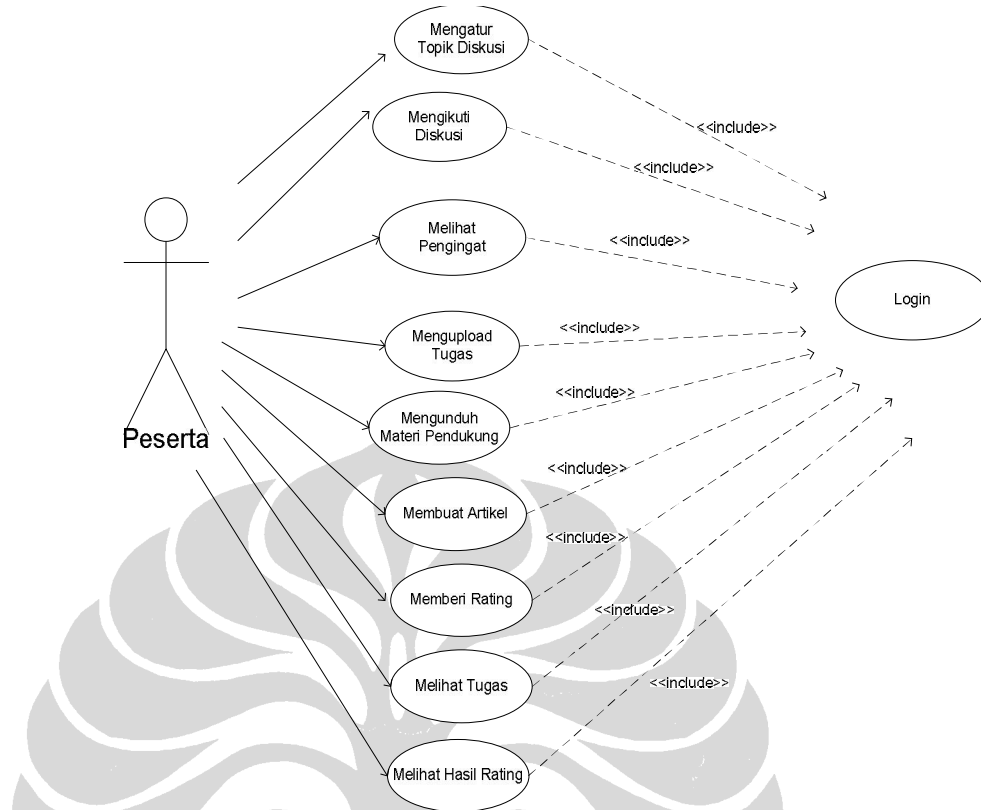 Mengatur
Topik Diskusi
<<include>>
Mengikuti
Diskusi
<<include>>
Melihat
Pengingat
<<include>>
Login
Mengupload
Tugas
<<include>>
Mengunduh
Materi Pendukung
<<include>>
Peserta
Membuat Artikel
<<include>>
Memberi Rating
<<include>>
Melihat Tugas
<<include>>
Melihat Hasil Rating
<<include>>